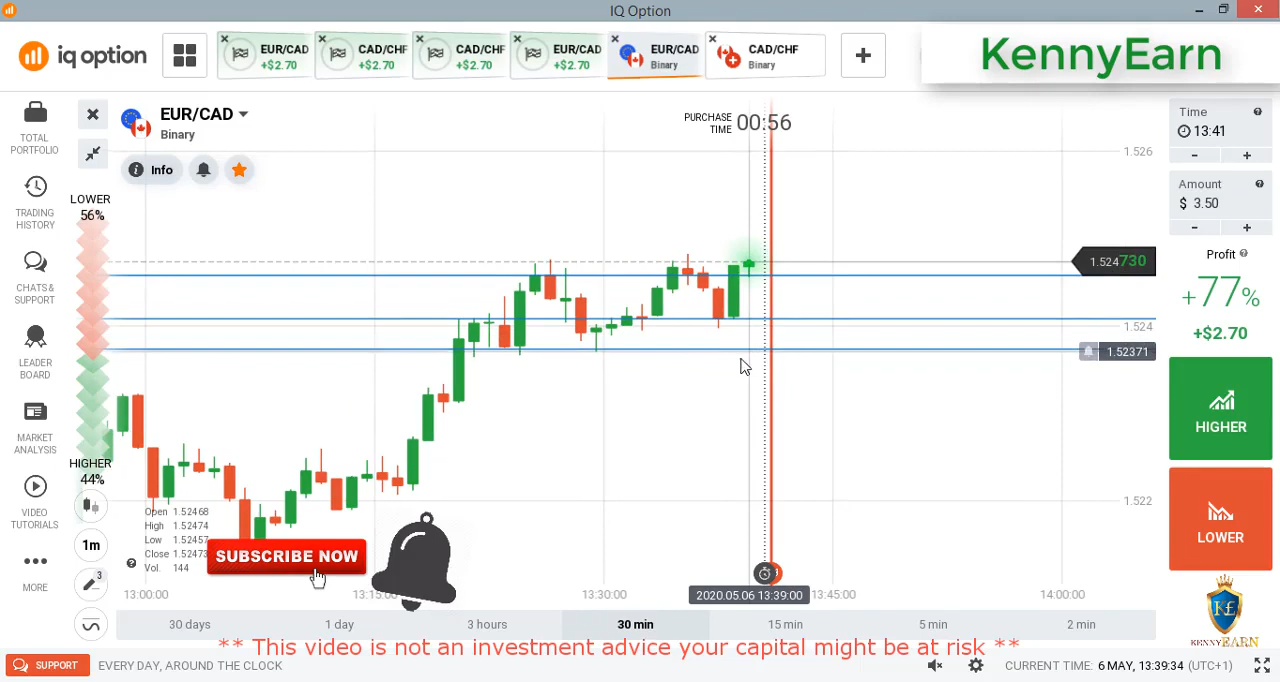 IQ Option
iq option
EUR/CAD
+$2.70
CAD/CHF
+$2.70
CAD/CHF
+$2.70
EUR/CAD
+$2.70
EUR/CAD
Binary
CAD/CHF
Binary
KennyEarn
TOTAL
PORTFOLIO
TRADING
HISTORY
CHATS &
SUPPORT
LEADER
BOARD
MARKET
ANALYSIS
VIDEO
TUTORIALS
MORE
EUR/CAD
Binary
Info
LOWER
56%
HIGHER
44%
1m
3
PURCHASE
TIME
00:56
1.526
1.524730
1.524
1.52371
1.522
Open 1.52468
High 1.52474
Low 1.52457
Close 1.52473
Vol. 144
SUBSCRIBE NOW
13:00:00
13:15:00
13:30:00
2020.05.06 13:39:00
13:45:00
14:00:00
30 days
1 day
3 hours
30 min
15 min
5 min
2 min
Time
13:41
- +
Amount
$ 3.50
- +
Profit
+77%
+$2.70
HIGHER
LOWER
K£
KENNYEARN
** This video is not an investment advice your capital might be at risk **
SUPPORT
EVERY DAY, AROUND THE CLOCK
CURRENT TIME: 6 MAY, 13:39:34 (UTC+1)